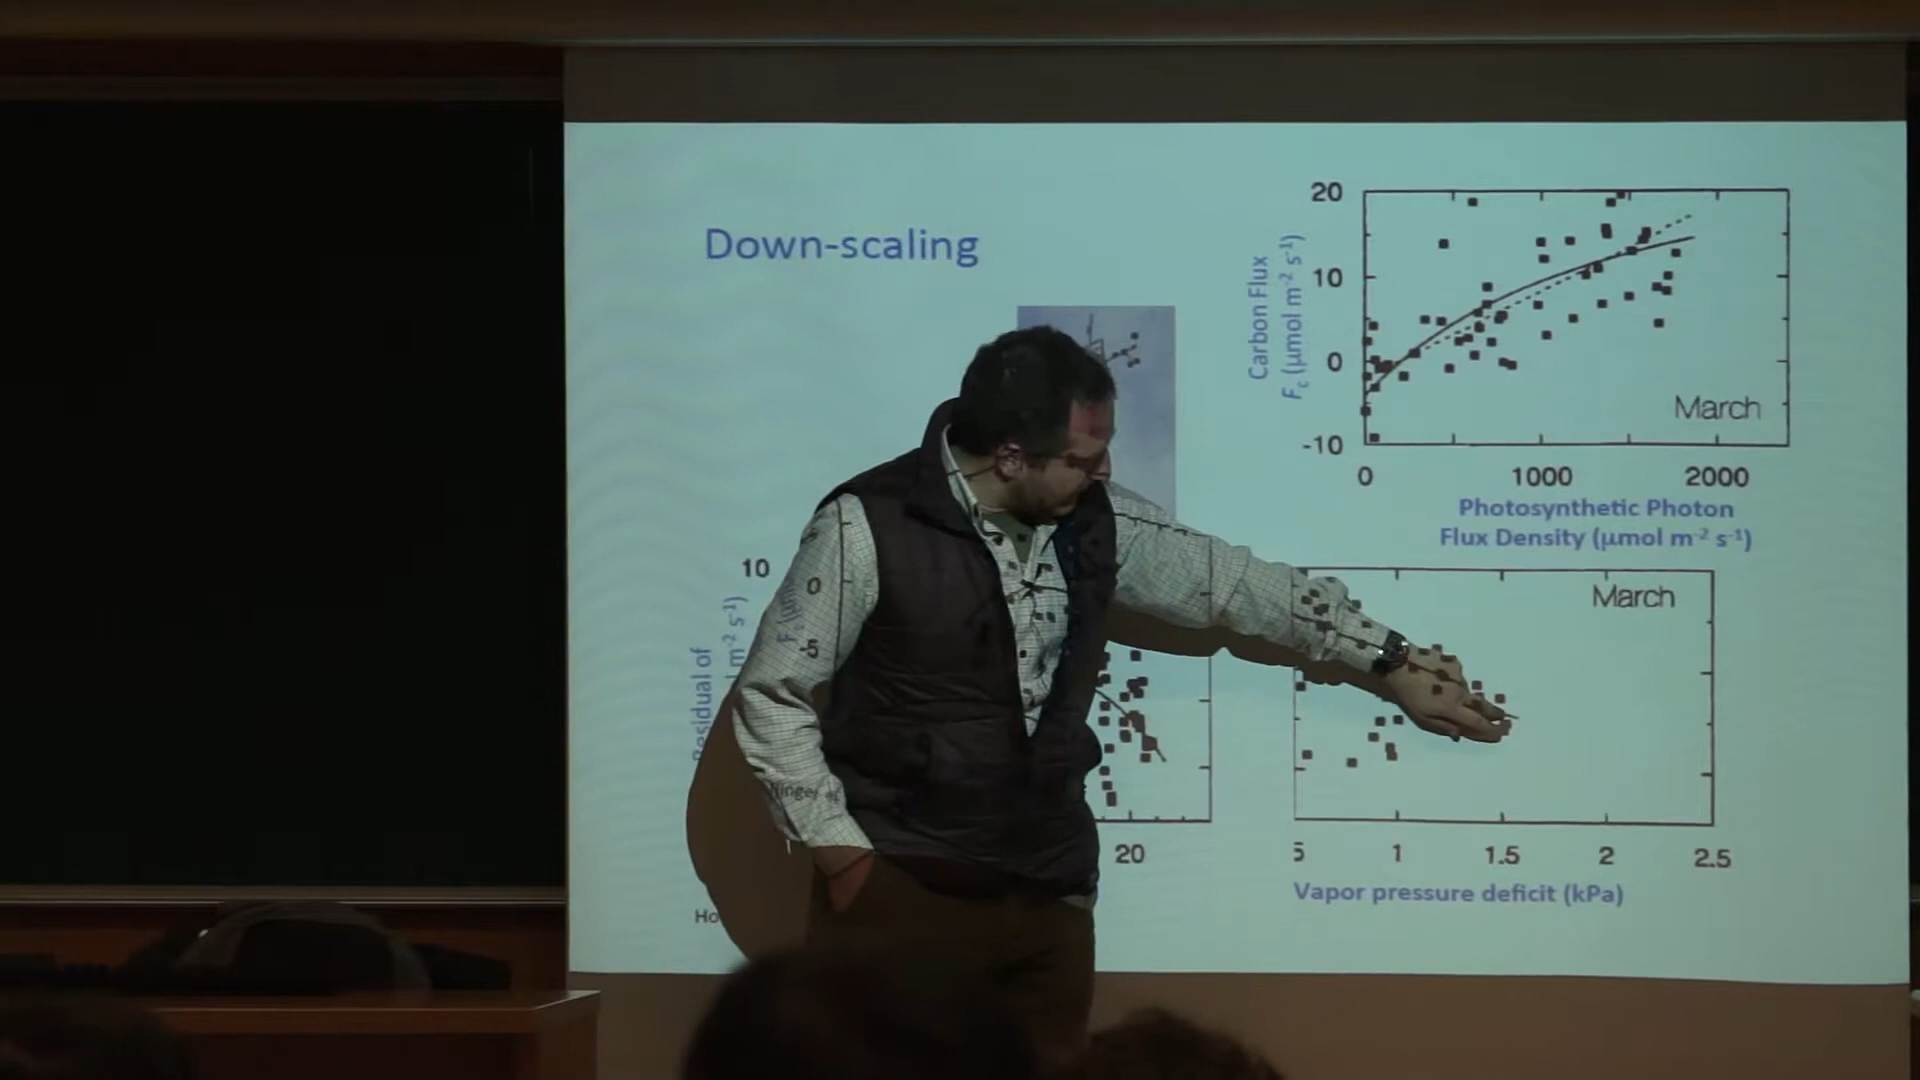 Down-scaling
20
10
0
-10
Carbon Flux
Fc (μmol m-2 s-1)
March
0 1000 2000
Photosynthetic Photon
Flux Density (μmol m-2 s-1)
10
0
-5
Residual of
m-2 s-1)
20
March
5 1 1.5 2 2.5
Vapor pressure deficit (kPa)